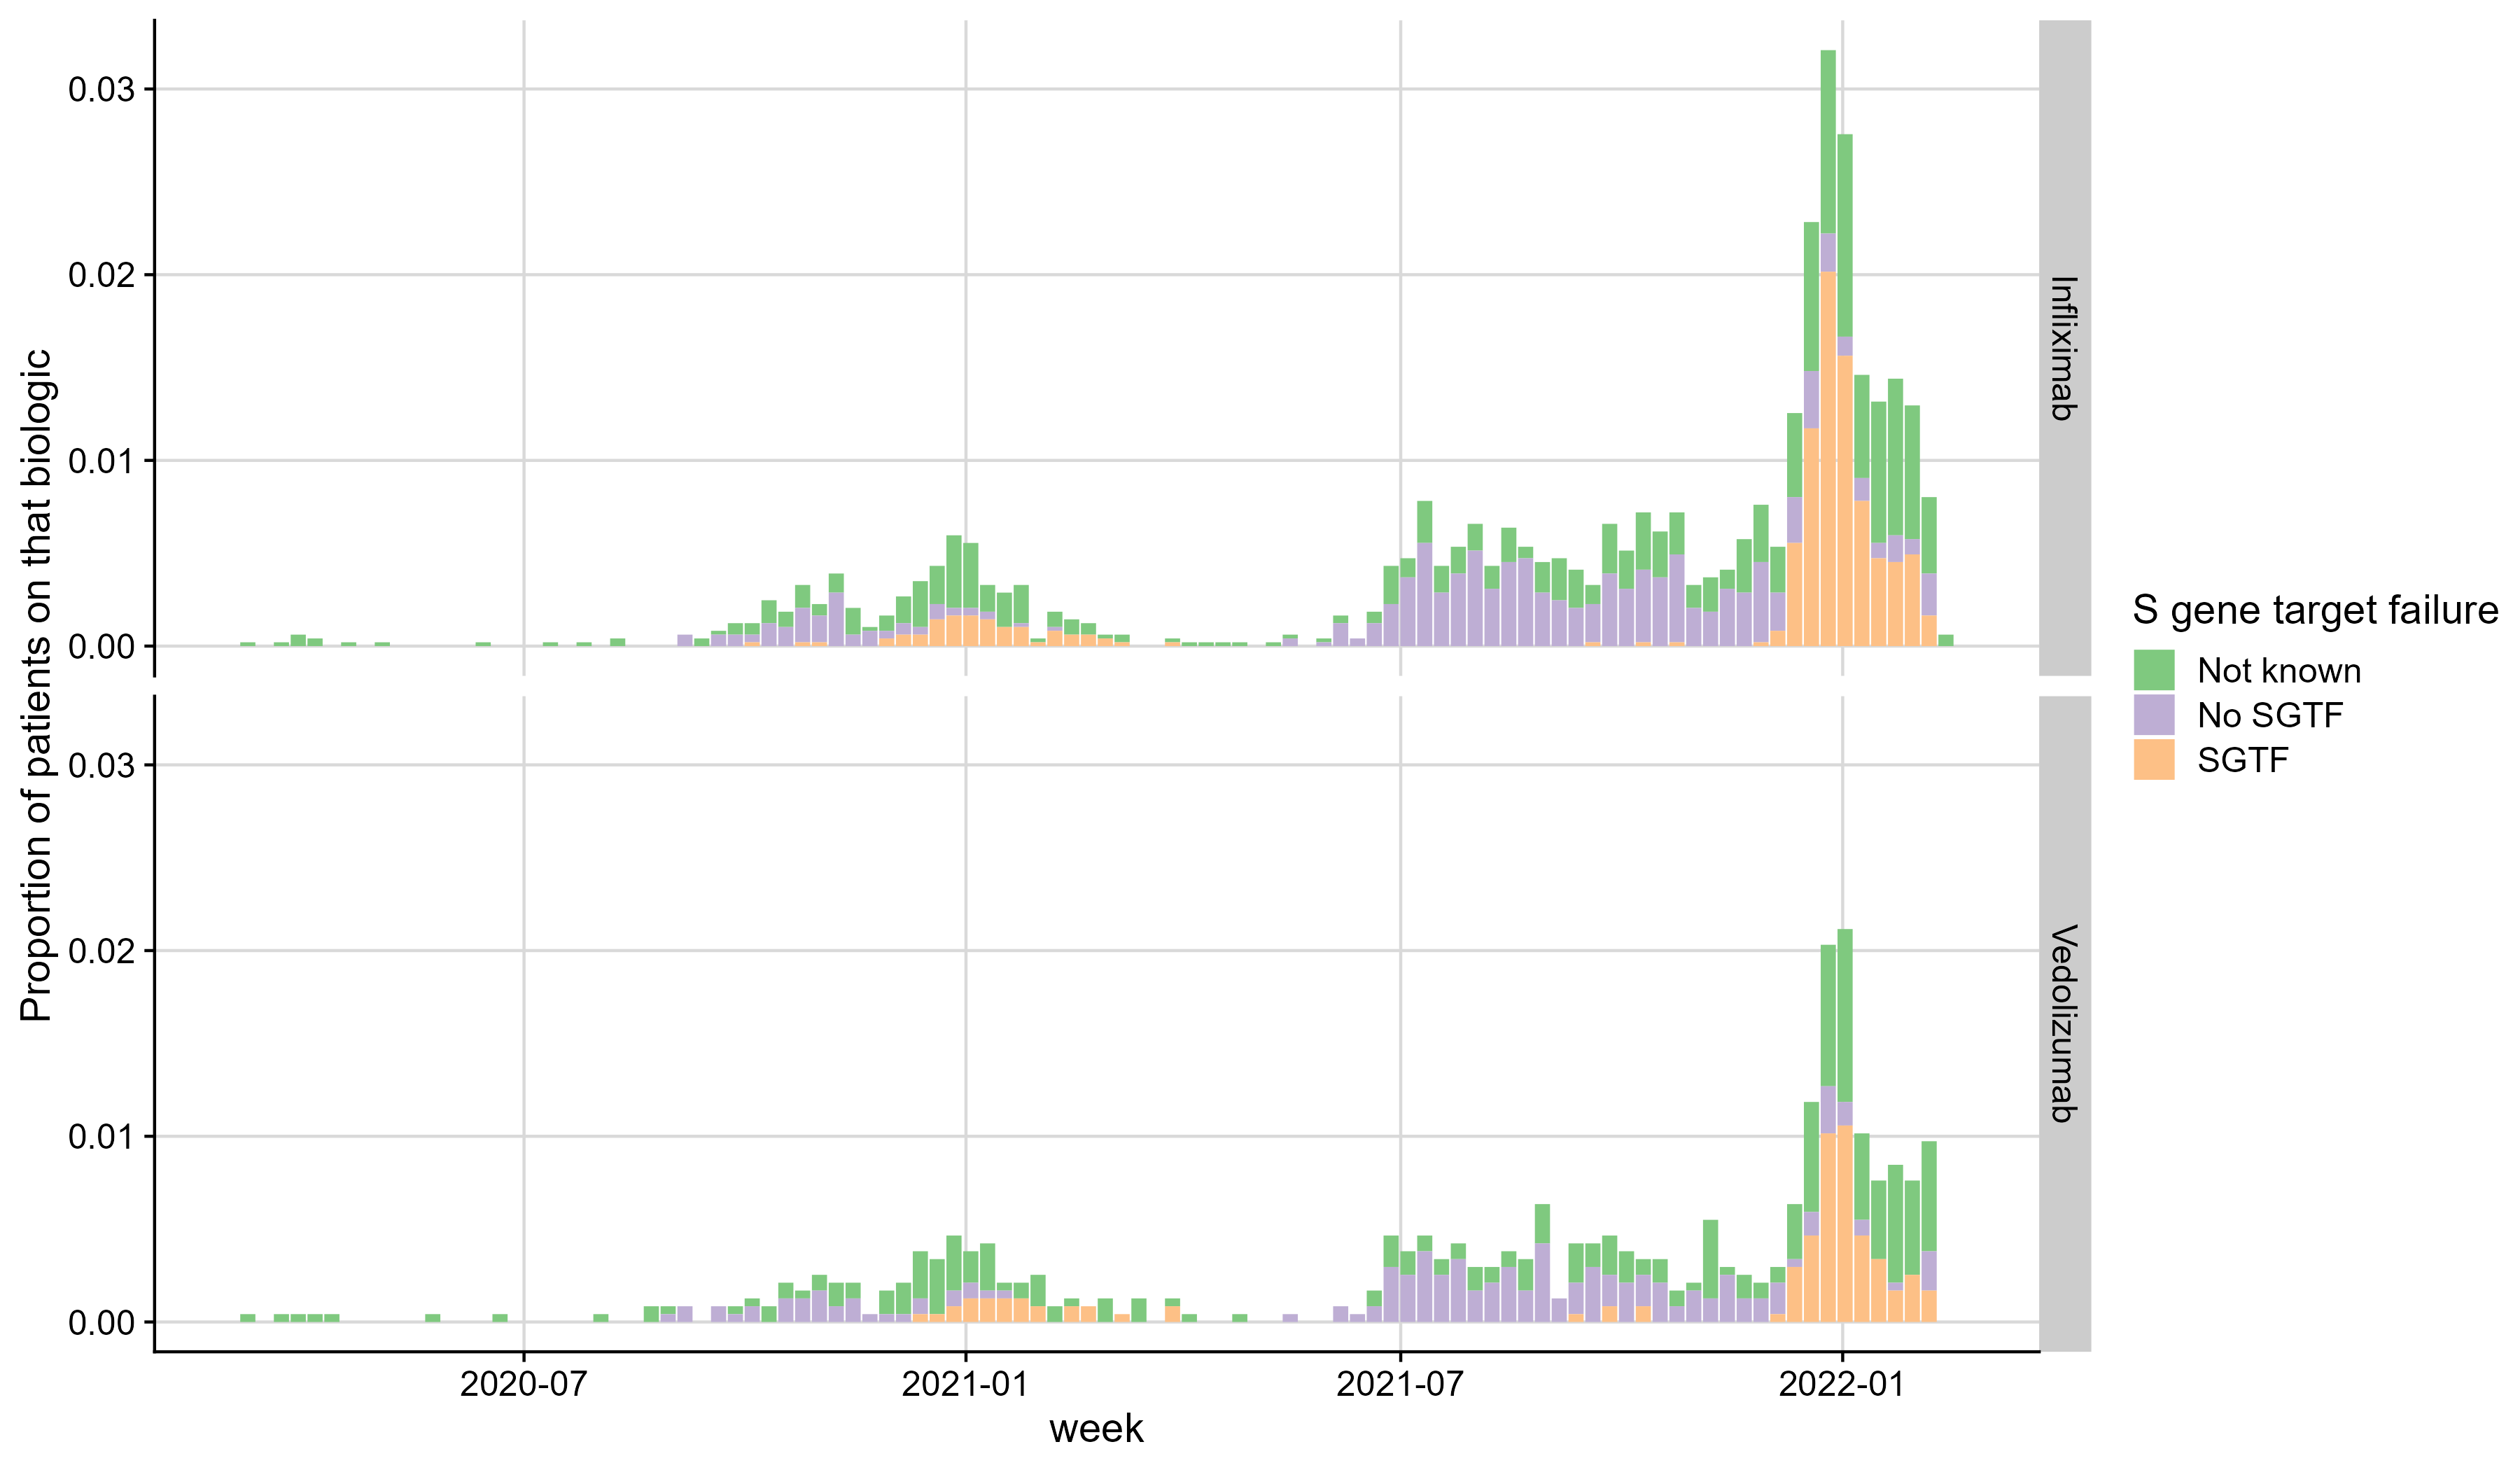 Proportion of patients on that biologic
0.03
0.02
0.01
0.00
Infliximab
0.03
0.02
0.01
0.00
Vedolizumab
2020-07
2021-01
2021-07
2022-01
week
S gene target failure
Not known
No SGTF
SGTF